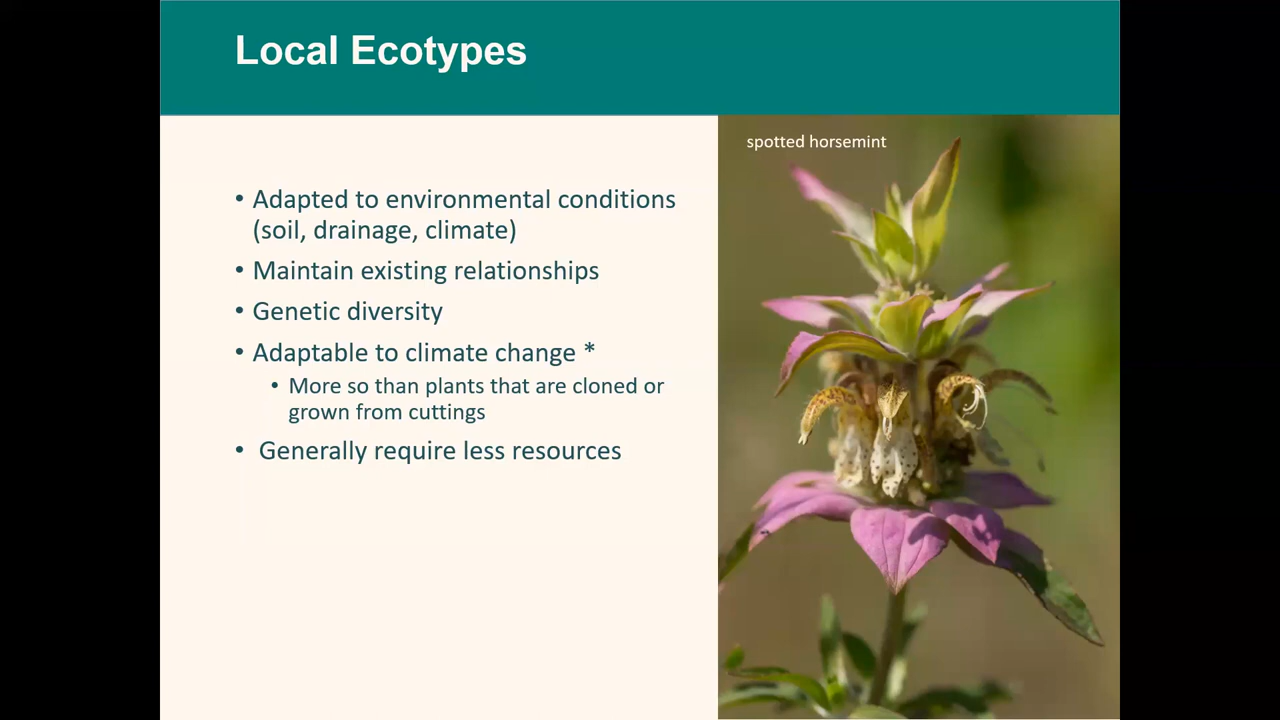 Local Ecotypes
spotted horsemint
• Adapted to environmental conditions
(soil, drainage, climate)
• Maintain existing relationships
• Genetic diversity
• Adaptable to climate change *
• More so than plants that are cloned or
grown from cuttings
• Generally require less resources